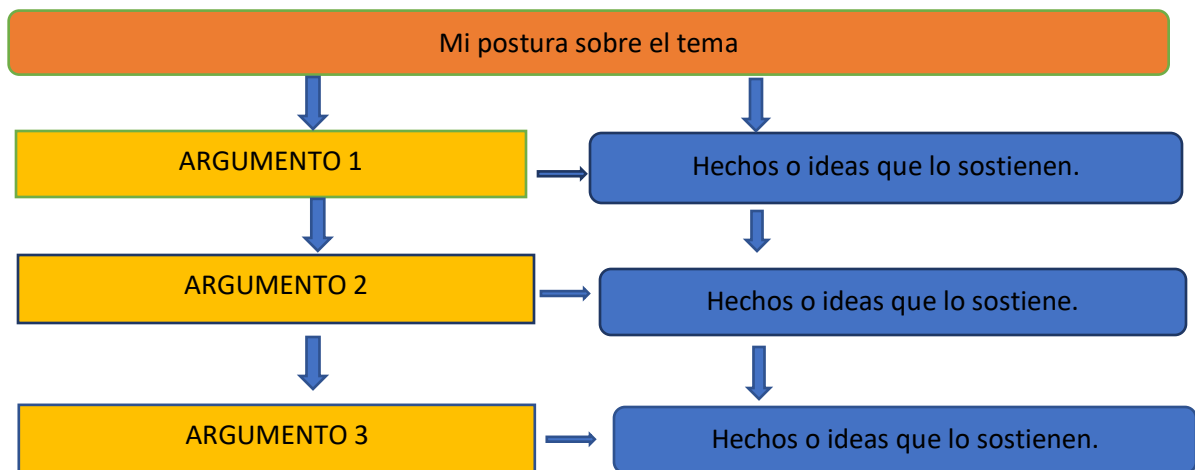 Mi postura sobre el tema
ARGUMENTO 1
Hechos o ideas que lo sostienen.
ARGUMENTO 2
Hechos o ideas que lo sostiene.
ARGUMENTO 3
Hechos o ideas que lo sostienen.